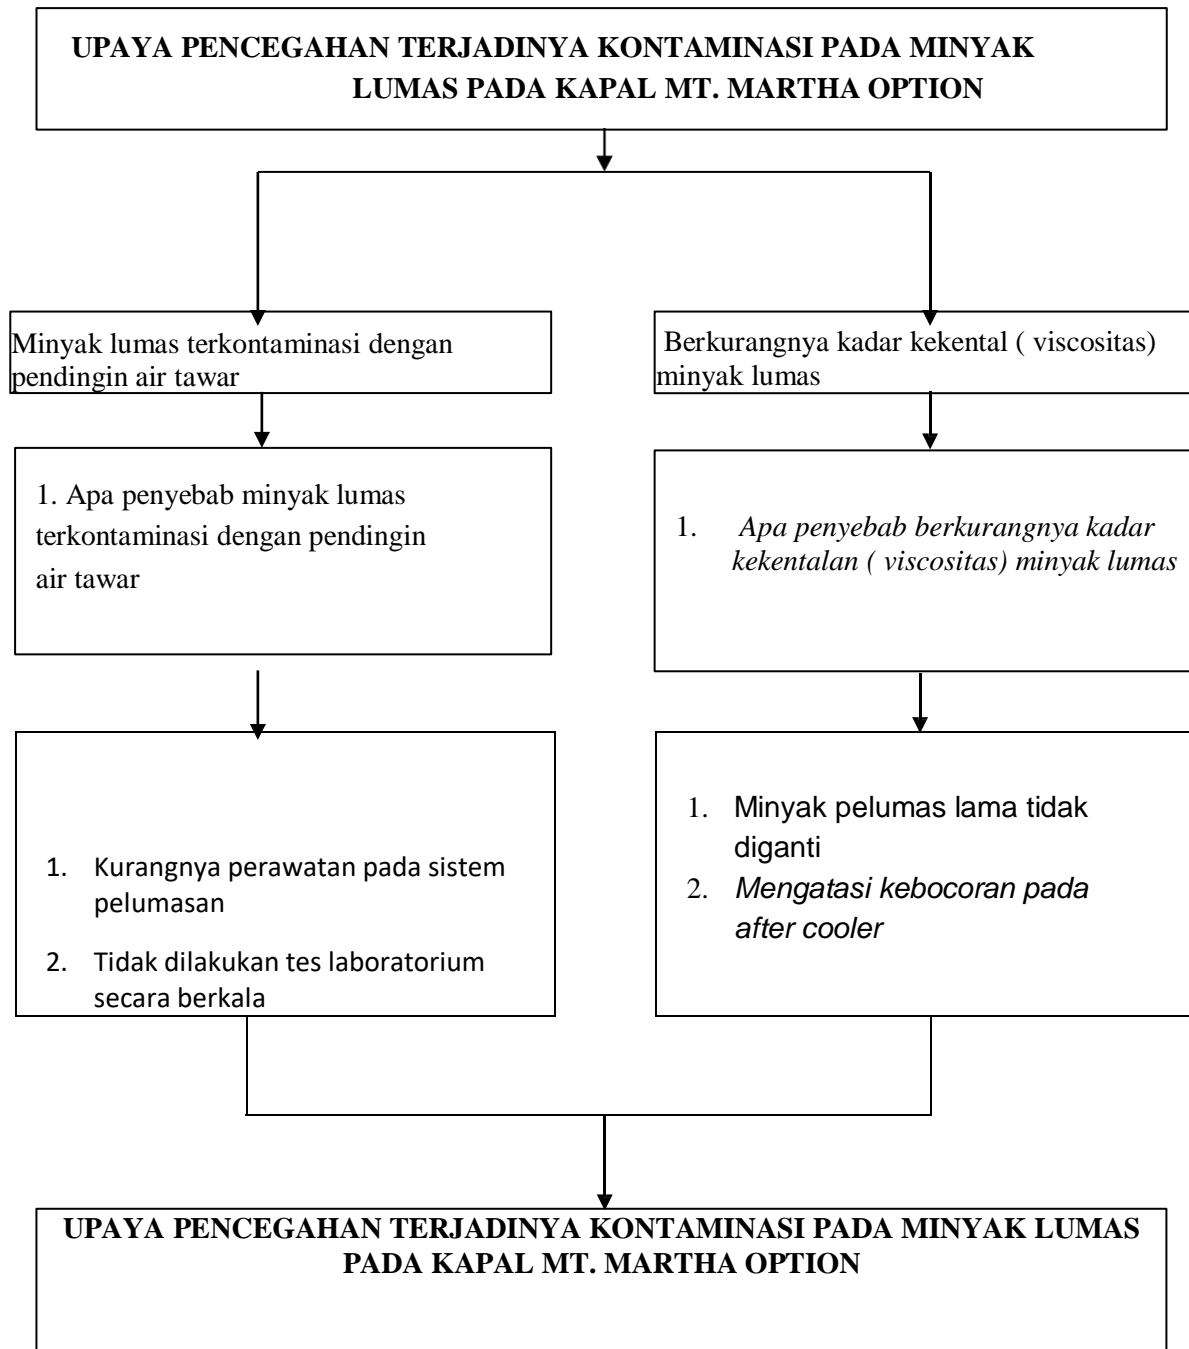 UPAYA PENCEGAHAN TERJADINYA KONTAMINASI PADA MINYAK
LUMAS PADA KAPAL MT. MARTHA OPTION
Minyak lumas terkontaminasi dengan
pendingin air tawar
Berkurangnya kadar kekental ( viscositas)
minyak lumas
1. Apa penyebab minyak lumas
terkontaminasi dengan pendingin
air tawar
1. Apa penyebab berkurangnya kadar
kekentalan ( viscositas) minyak lumas
1. Kurangnya perawatan pada sistem
pelumasan
2. Tidak dilakukan tes laboratorium
secara berkala
1. Minyak pelumas lama tidak
diganti
2. Mengatasi kebocoran pada
after cooler
UPAYA PENCEGAHAN TERJADINYA KONTAMINASI PADA MINYAK LUMAS
PADA KAPAL MT. MARTHA OPTION